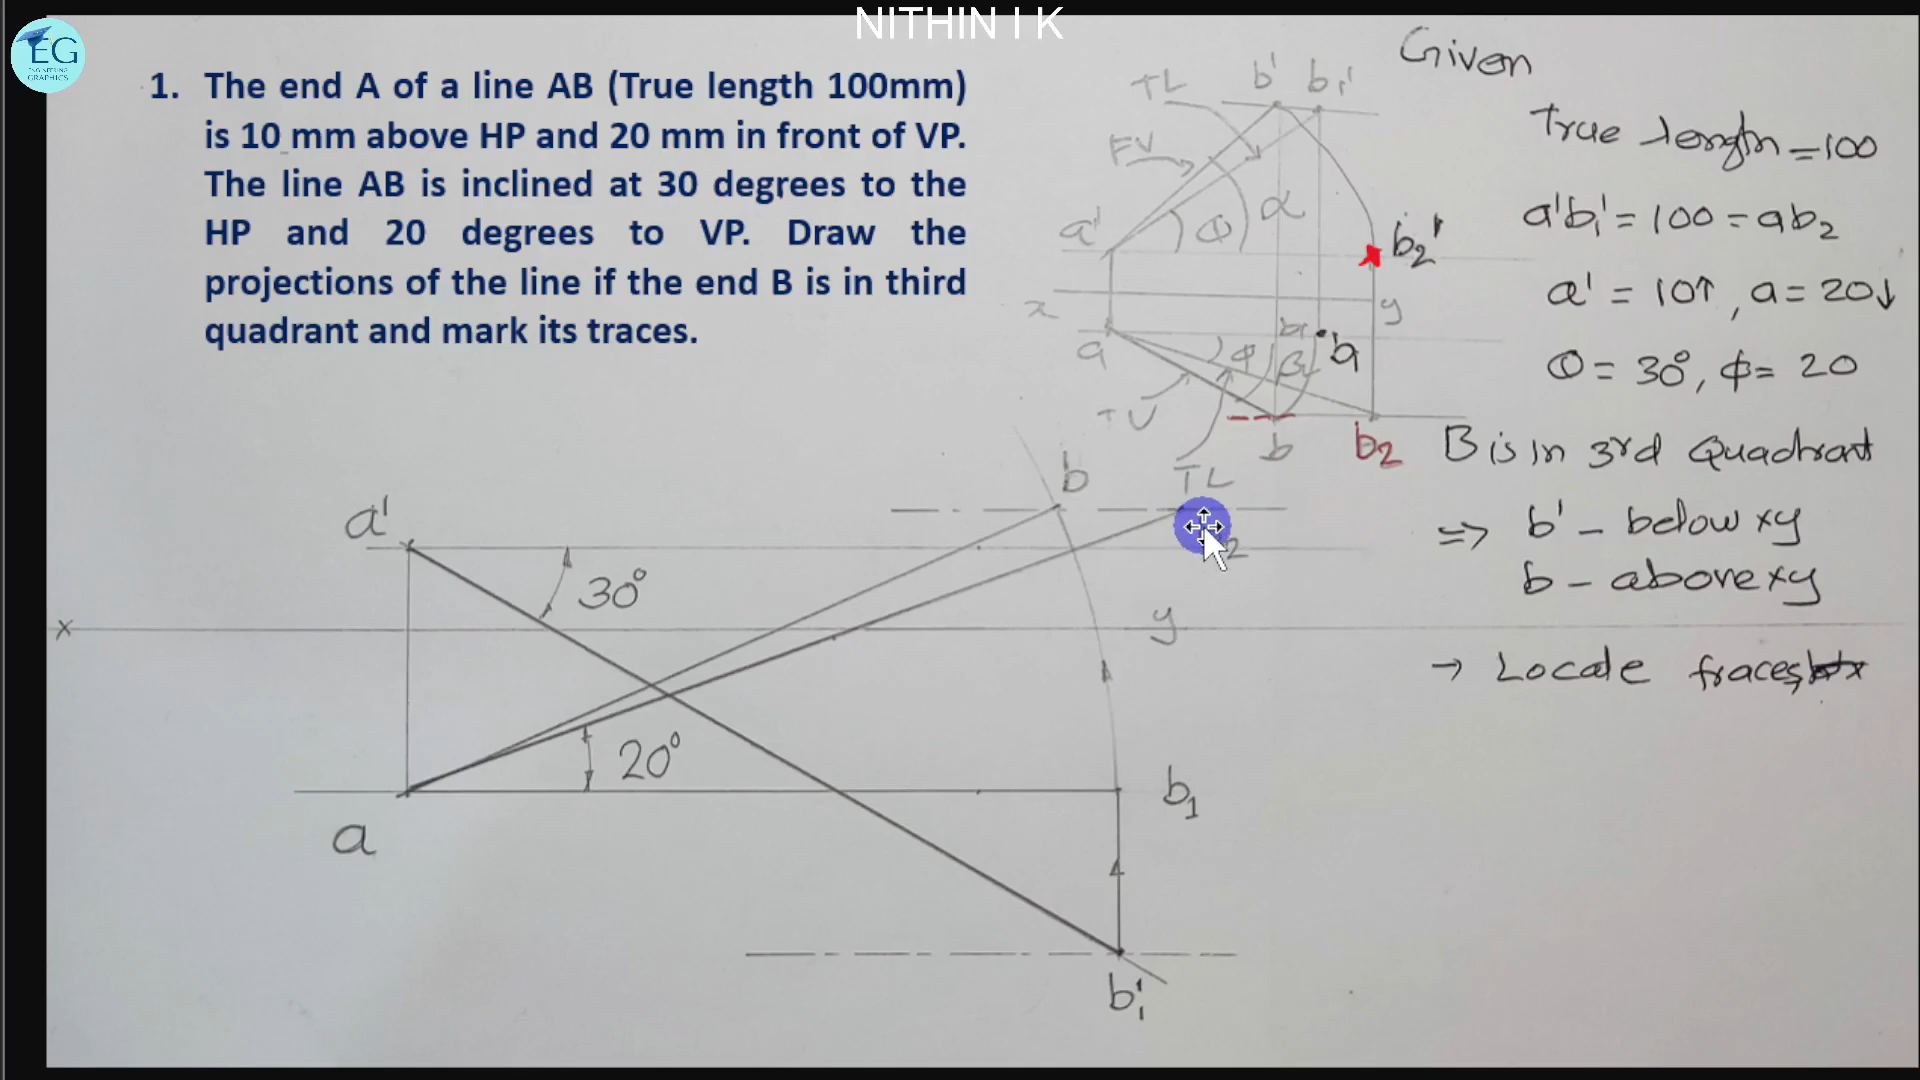 NITHIN I K
EG
ENGINEERING
GRAPHICS
1. The end A of a line AB (True length 100mm)
is 10 mm above HP and 20 mm in front of VP.
The line AB is inclined at 30 degrees to the
HP and 20 degrees to VP. Draw the
projections of the line if the end B is in third
quadrant and mark its traces.
TL
b' b₁'
FV
a' Φ α b₂'
x y
a Φ β b₁
TV
b b₂
TL
Given
True length = 100
a'b₁' = 100 = ab₂
a' = 10↑, a = 20↓
θ = 30°, ϕ = 20
B is in 3rd Quadrant
=> b' - below xy
b - above xy
→ Locate traces
b
a'
30°
x y
20°
b₁
a
b₁'